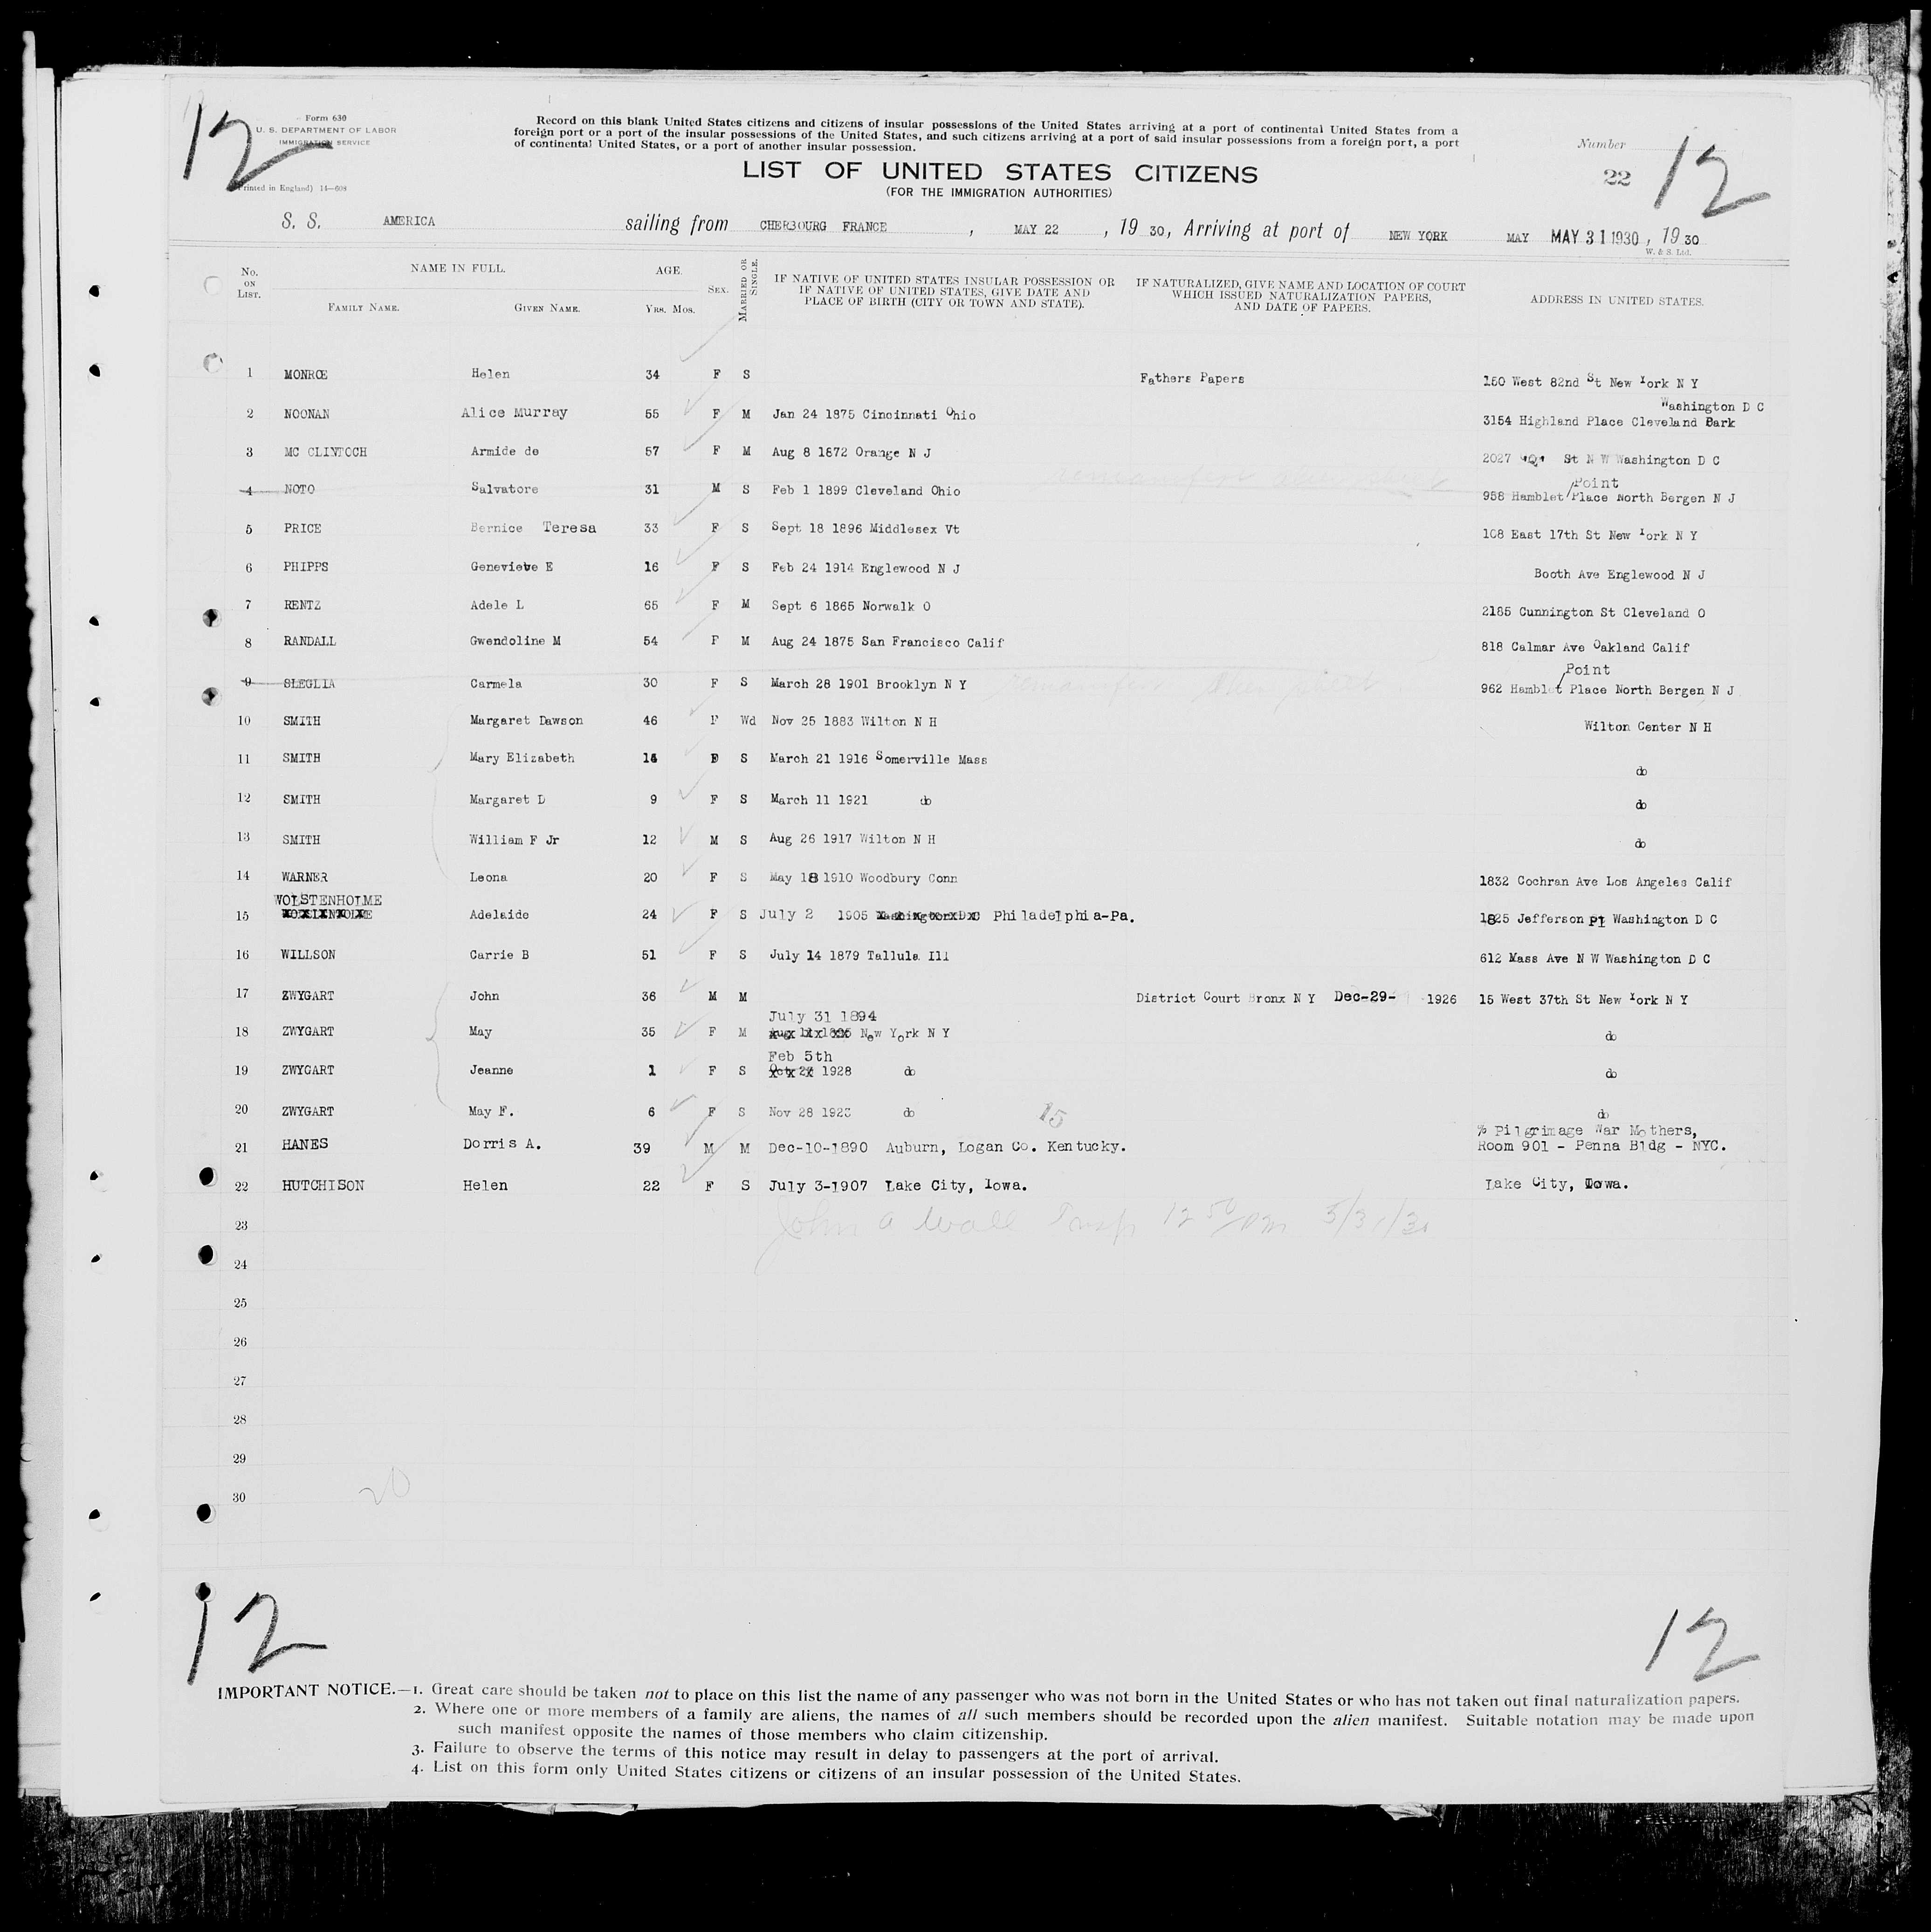 12
Form 630
U. S. DEPARTMENT OF LABOR
IMMIGRATION SERVICE
(Printed in England) 14—608
Record on this blank United States citizens and citizens of insular possessions of the United States arriving at a port of continental United States from a
foreign port or a port of the insular possessions of the United States, and such citizens arriving at a port of said insular possessions from a foreign port, a port
of continental United States, or a port of another insular possession.
LIST OF UNITED STATES CITIZENS
(FOR THE IMMIGRATION AUTHORITIES)
Number
22
12
S. S. AMERICA sailing from CHERBOURG FRANCE , MAY 22 , 19 30, Arriving at port of NEW YORK MAY MAY 31 1930 , 19 30
W. & S. Ltd.
No. ON LIST. NAME IN FULL. AGE. SEX. MARRIED OR SINGLE. IF NATIVE OF UNITED STATES INSULAR POSSESSION OR IF NATIVE OF UNITED STATES, GIVE DATE AND PLACE OF BIRTH (CITY OR TOWN AND STATE). IF NATURALIZED, GIVE NAME AND LOCATION OF COURT WHICH ISSUED NATURALIZATION PAPERS, AND DATE OF PAPERS. ADDRESS IN UNITED STATES.
FAMILY NAME. GIVEN NAME. YRS. MOS.
1 MONROE Helen 34 F S Fathers Papers 150 West 82nd St New York N Y
Washington D C
2 NOONAN Alice Murray 55 F M Jan 24 1875 Cincinnati Ohio 3154 Highland Place Cleveland Park
3 MC CLINTOCH Armide de 57 F M Aug 8 1872 Orange N J 2027 "Q" St N W Washington D C
Point
4 NOTO Salvatore 31 M S Feb 1 1899 Cleveland Ohio 958 Hamblet Place North Bergen N J
5 PRICE Bernice Teresa 33 F S Sept 18 1896 Middlesex Vt 108 East 17th St New York N Y
6 PHIPPS Genevieve E 16 F S Feb 24 1914 Englewood N J Booth Ave Englewood N J
7 RENTZ Adele L 65 F M Sept 6 1865 Norwalk O 2185 Cunnington St Cleveland O
8 RANDALL Gwendoline M 54 F M Aug 24 1875 San Francisco Calif 818 Calmar Ave Oakland Calif
Point
9 SLEGLIA Carmela 30 F S March 28 1901 Brooklyn N Y 962 Hamblet Place North Bergen N J
10 SMITH Margaret Dawson 46 F Wd Nov 25 1883 Wilton N H Wilton Center N H
11 SMITH Mary Elizabeth 14 F S March 21 1916 Somerville Mass do
12 SMITH Margaret D 9 F S March 11 1921 do do
13 SMITH William F Jr 12 M S Aug 26 1917 Wilton N H do
14 WARNER Leona 20 F S May 18 1910 Woodbury Conn 1832 Cochran Ave Los Angeles Calif
WOLSTENHOLME
15 Adelaide 24 F S July 2 1905 Washington D C Philadelphia-Pa. 1825 Jefferson Pl Washington D C
16 WILLSON Carrie B 51 F S July 14 1879 Tallula Ill 612 Mass Ave N W Washington D C
17 ZWYGART John 36 M M District Court Bronx N Y Dec-29- 1926 15 West 37th St New York N Y
July 31 1894
18 ZWYGART May 35 F M New York N Y do
Feb 5th
19 ZWYGART Jeanne 1 F S Oct 27 1928 do do
20 ZWYGART May F. 6 F S Nov 28 1923 do do
15
% Pilgrimage War Mothers,
21 HANES Dorris A. 39 M M Dec-10-1890 Auburn, Logan Co. Kentucky. Room 901 - Penna Bldg - NYC.
22 HUTCHISON Helen 22 F S July 3-1907 Lake City, Iowa. Lake City, Iowa.
23 John A Wall Insp 12 50 pm 5/31/30
24
25
26
27
28
29
30
20
12
12
IMPORTANT NOTICE.—1. Great care should be taken not to place on this list the name of any passenger who was not born in the United States or who has not taken out final naturalization papers.
2. Where one or more members of a family are aliens, the names of all such members should be recorded upon the alien manifest. Suitable notation may be made upon
such manifest opposite the names of those members who claim citizenship.
3. Failure to observe the terms of this notice may result in delay to passengers at the port of arrival.
4. List on this form only United States citizens or citizens of an insular possession of the United States.